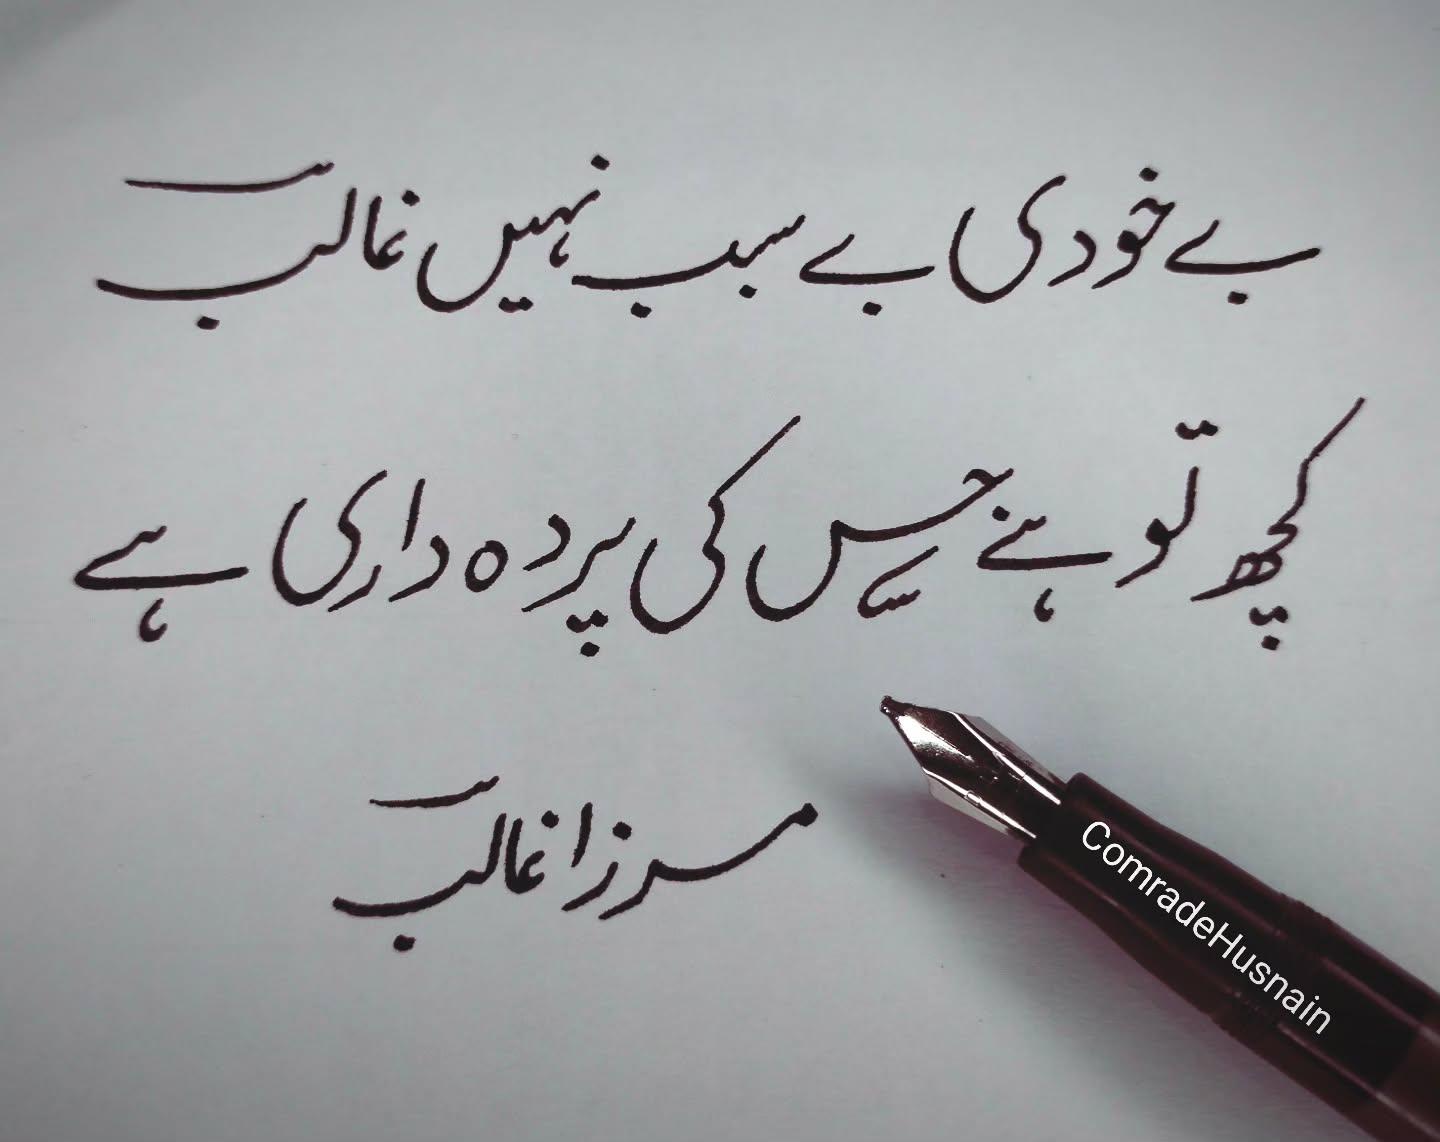 بے خودی بے سبب نہیں غالبؔ
کچھ تو ہے جس کی پردہ داری ہے
مرزا غالبؔ
ComradeHusnain